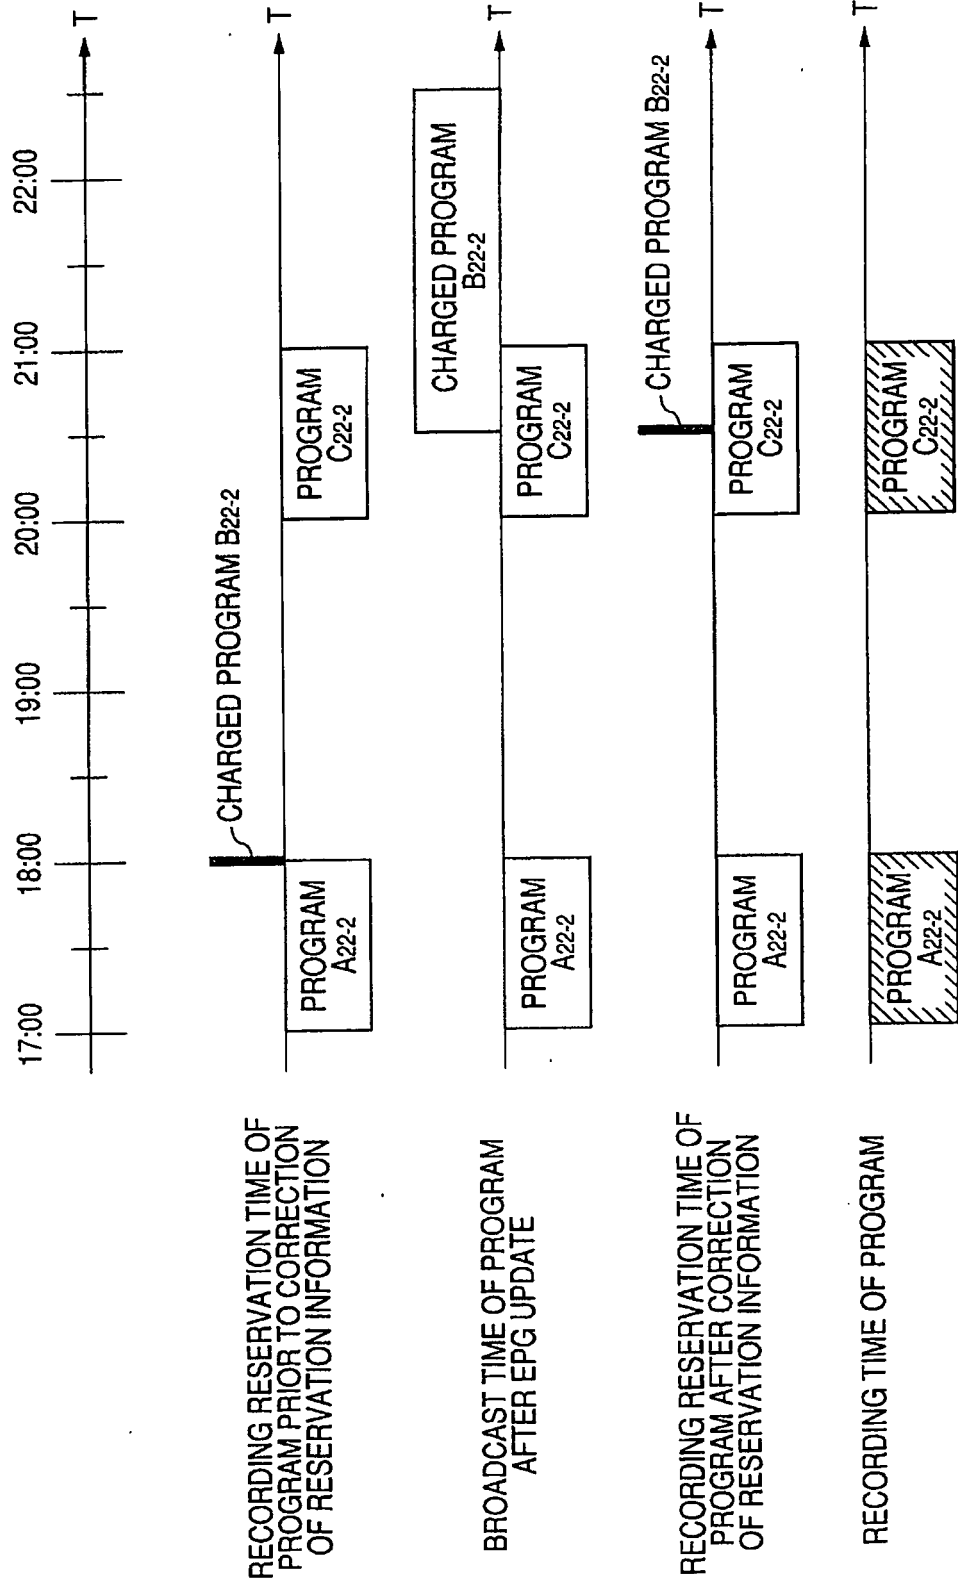 17:00 18:00 19:00 20:00 21:00 22:00 T
RECORDING RESERVATION TIME OF
PROGRAM PRIOR TO CORRECTION
OF RESERVATION INFORMATION
CHARGED PROGRAM B22-2
PROGRAM
A22-2
PROGRAM
C22-2
T
BROADCAST TIME OF PROGRAM
AFTER EPG UPDATE
CHARGED PROGRAM
B22-2
PROGRAM
A22-2
PROGRAM
C22-2
T
RECORDING RESERVATION TIME OF
PROGRAM AFTER CORRECTION
OF RESERVATION INFORMATION
CHARGED PROGRAM B22-2
PROGRAM
A22-2
PROGRAM
C22-2
T
RECORDING TIME OF PROGRAM
PROGRAM
A22-2
PROGRAM
C22-2
T